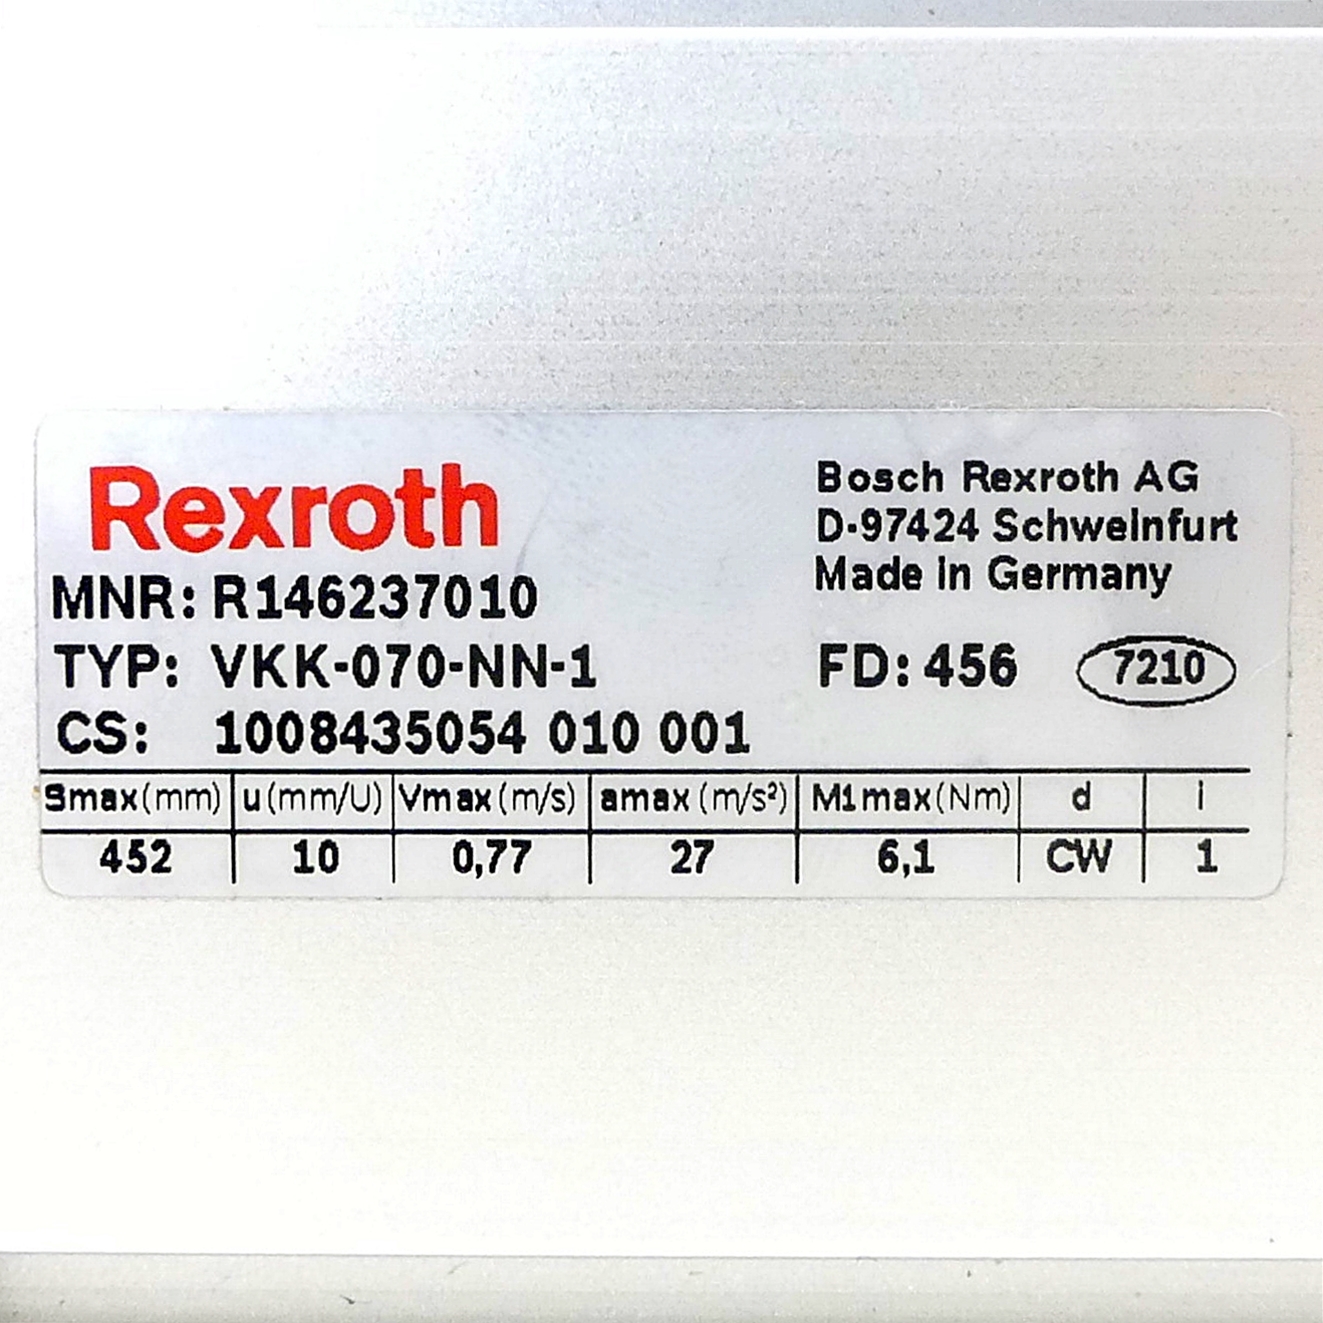 Rexroth
MNR: R146237010
TYP: VKK-070-NN-1
CS: 1008435054 010 001
Bosch Rexroth AG
D-97424 Schweinfurt
Made in Germany
FD: 456 7210
Smax(mm) u(mm/U) Vmax(m/s) amax(m/s²) M1max(Nm) d i
452 10 0,77 27 6,1 CW 1